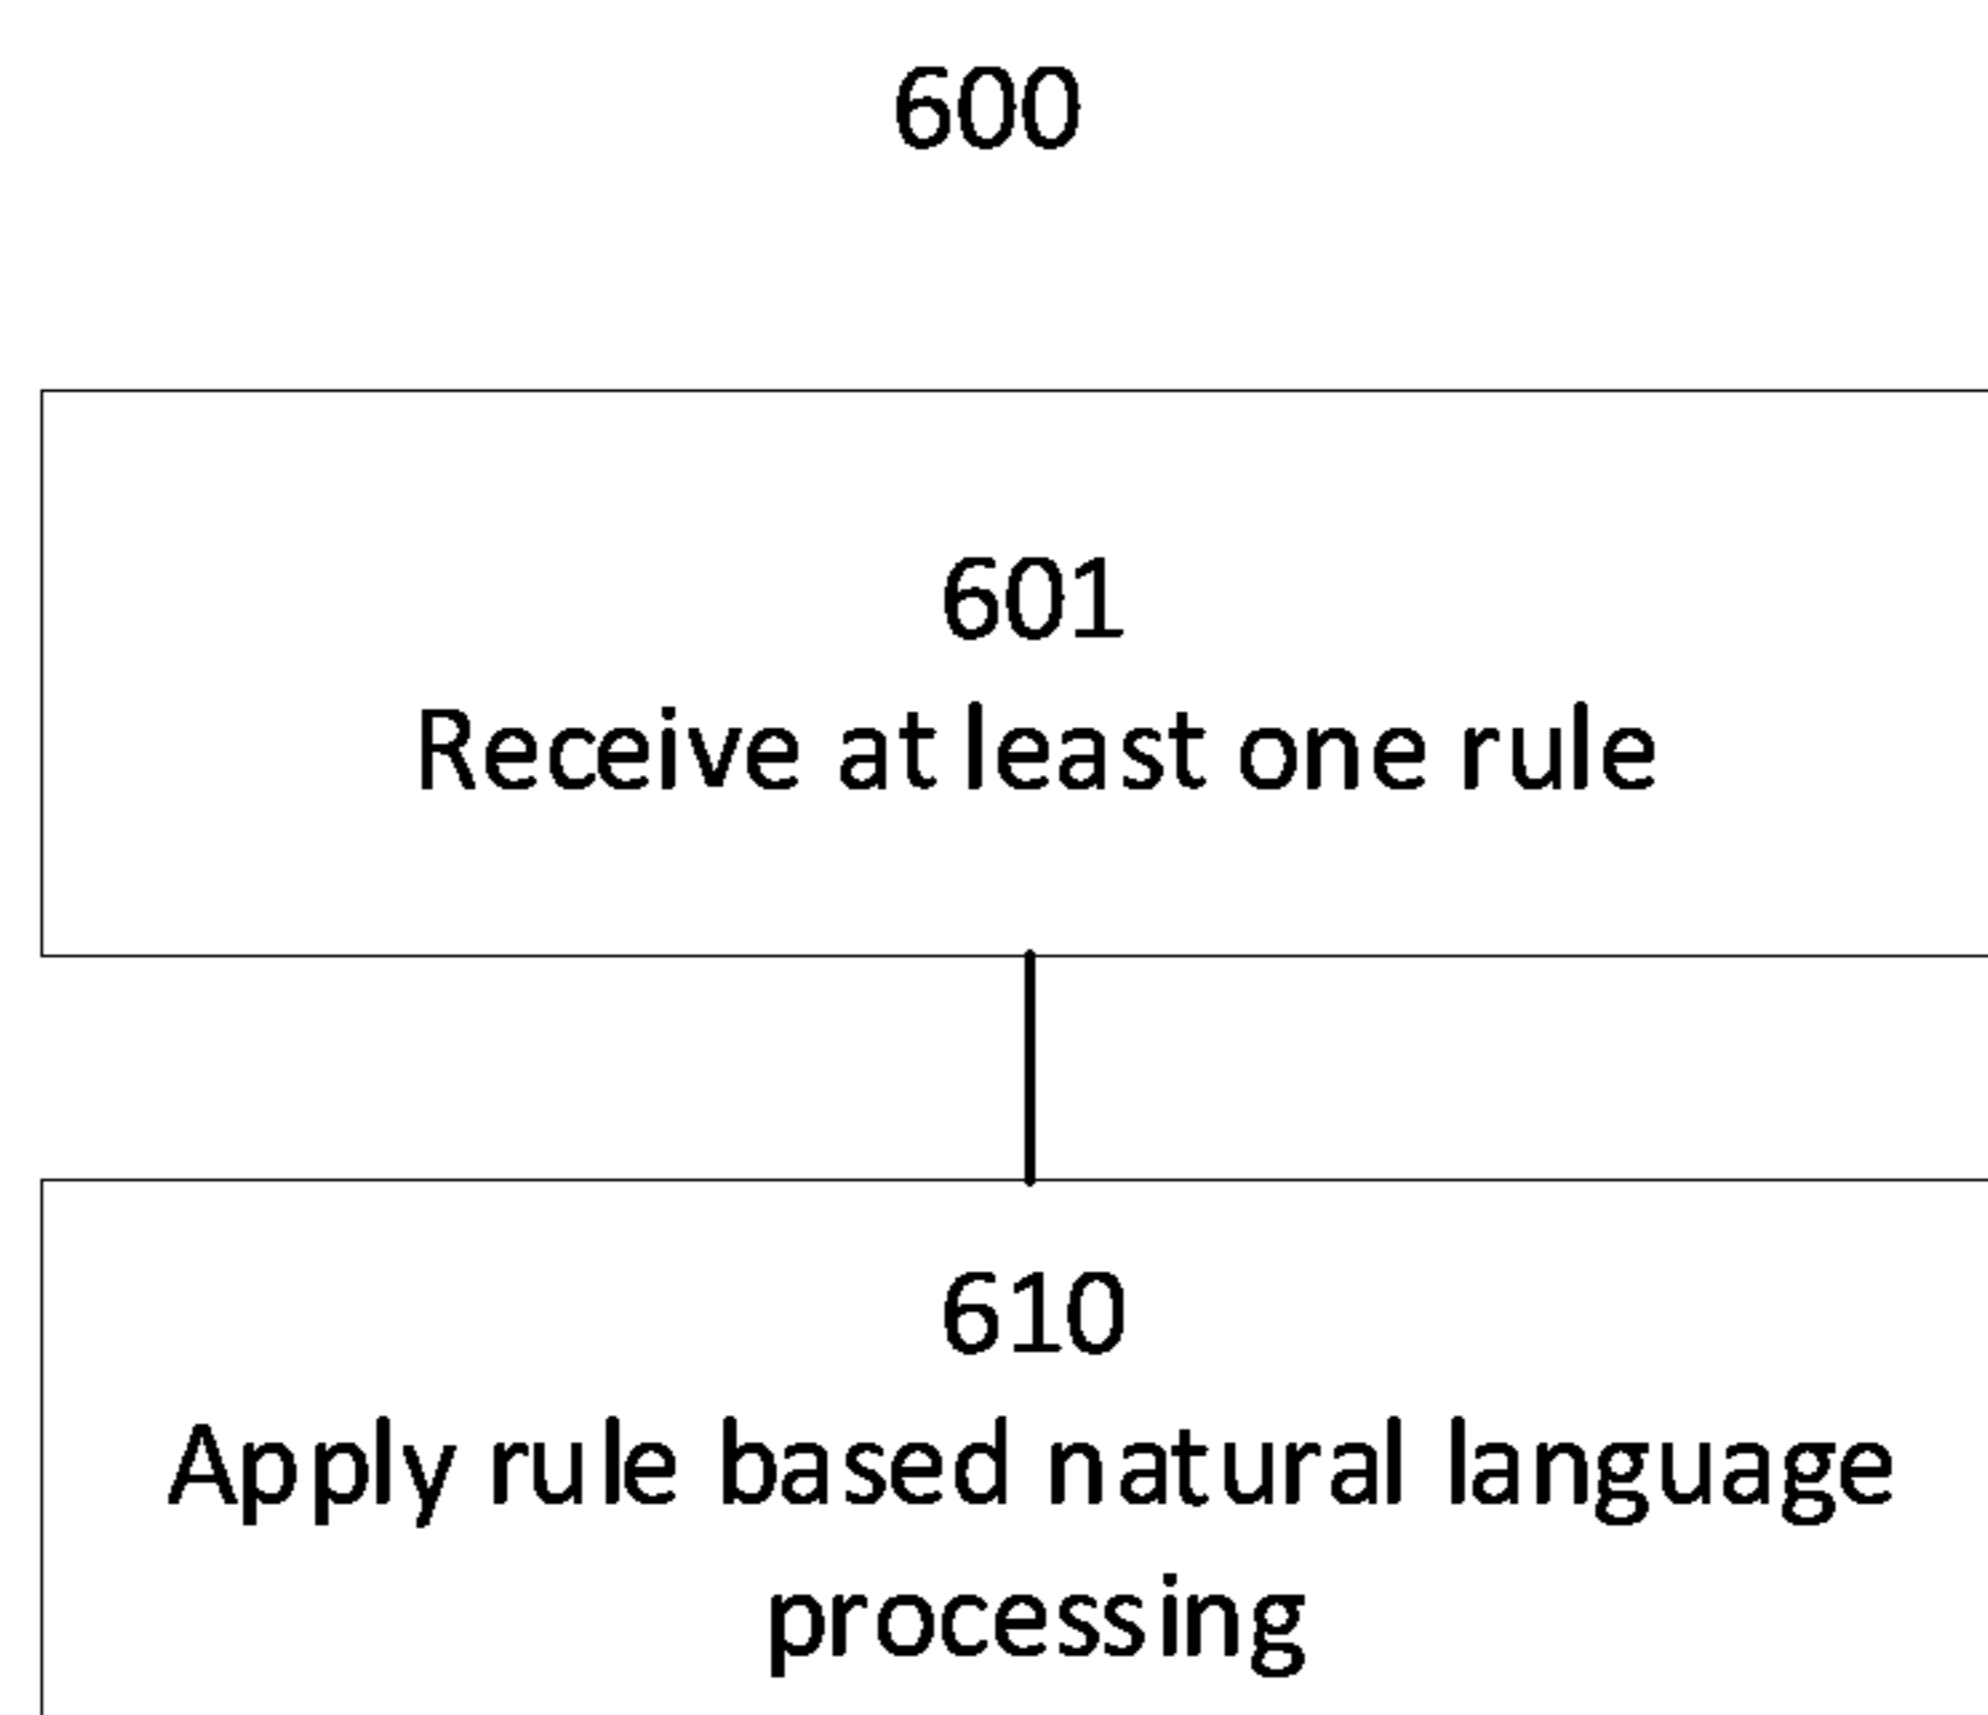 600
601
Receive at least one rule
610
Apply rule based natural language
processing